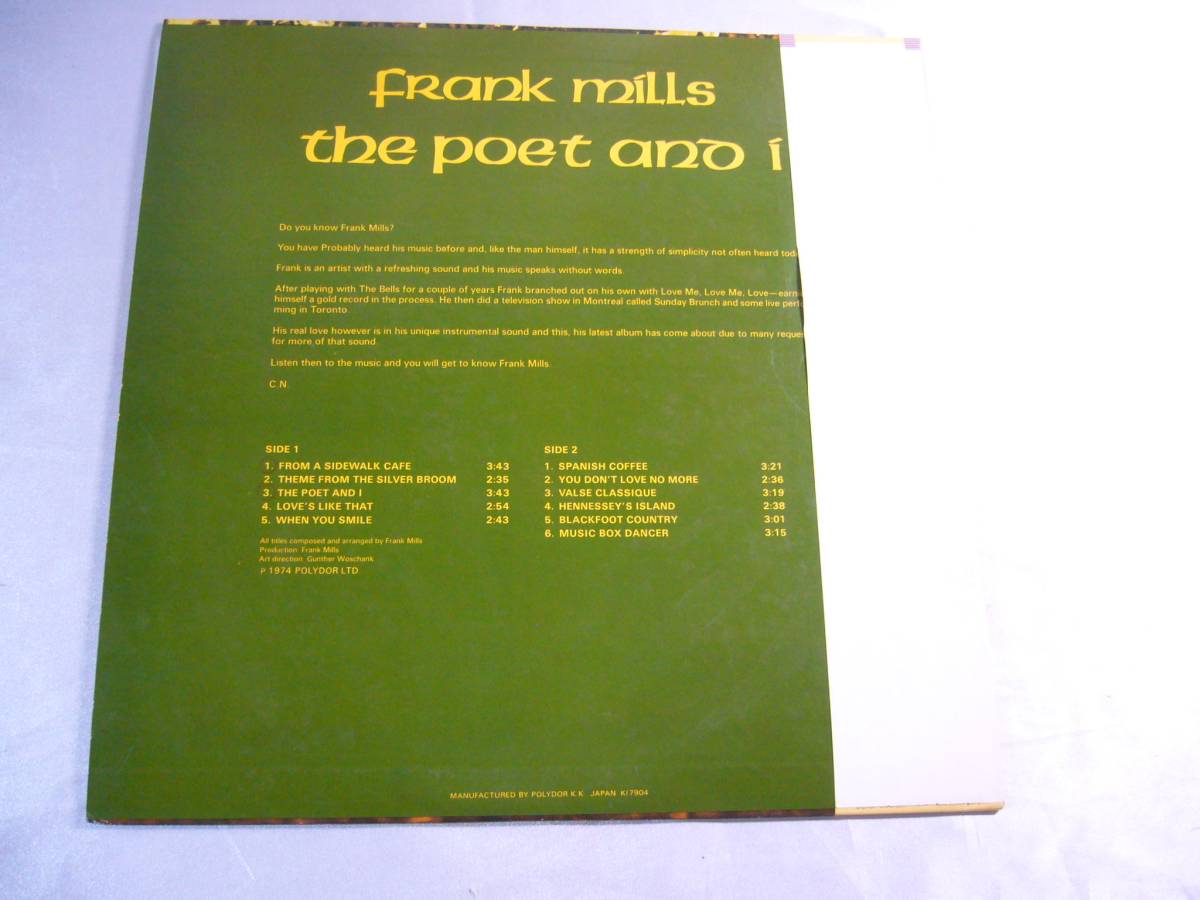 frank mills
the poet and i
Do you know Frank Mills?
You have Probably heard his music before and, like the man himself, it has a strength of simplicity not often heard tod
Frank is an artist with a refreshing sound and his music speaks without words.
After playing with The Bells for a couple of years Frank branched out on his own with Love Me, Love Me, Love—earn
himself a gold record in the process. He then did a television show in Montreal called Sunday Brunch and some live perfo
ming in Toronto.
His real love however is in his unique instrumental sound and this, his latest album has come about due to many reques
for more of that sound.
Listen then to the music and you will get to know Frank Mills.
C.N.
SIDE 1
1. FROM A SIDEWALK CAFE 3:43
2. THEME FROM THE SILVER BROOM 2:35
3. THE POET AND I 3:43
4. LOVE'S LIKE THAT 2:54
5. WHEN YOU SMILE 2:43
All titles composed and arranged by Frank Mills
Production: Frank Mills
Art direction: Gunther Woschank
P 1974 POLYDOR LTD.
SIDE 2
1. SPANISH COFFEE 3:21
2. YOU DON'T LOVE NO MORE 2:36
3. VALSE CLASSIQUE 3:19
4. HENNESSEY'S ISLAND 2:38
5. BLACKFOOT COUNTRY 3:01
6. MUSIC BOX DANCER 3:15
MANUFACTURED BY POLYDOR K.K. JAPAN KI 7904